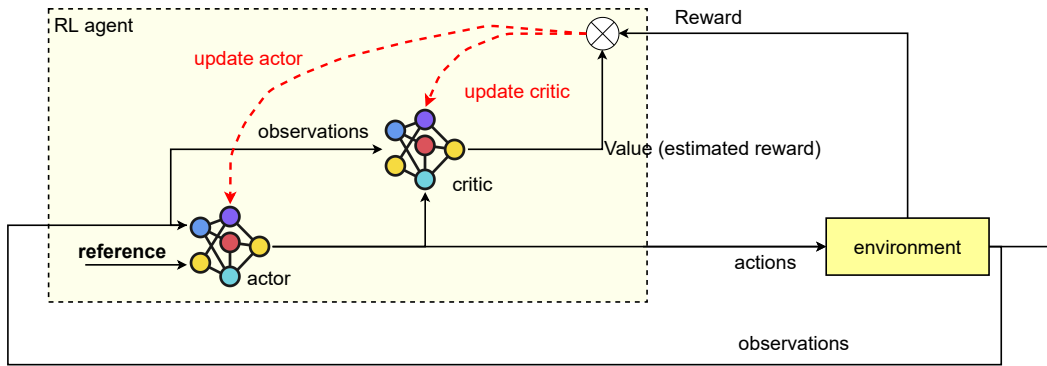 RL agent
Reward
update actor
update critic
observations
Value (estimated reward)
critic
reference
actor
actions
environment
observations